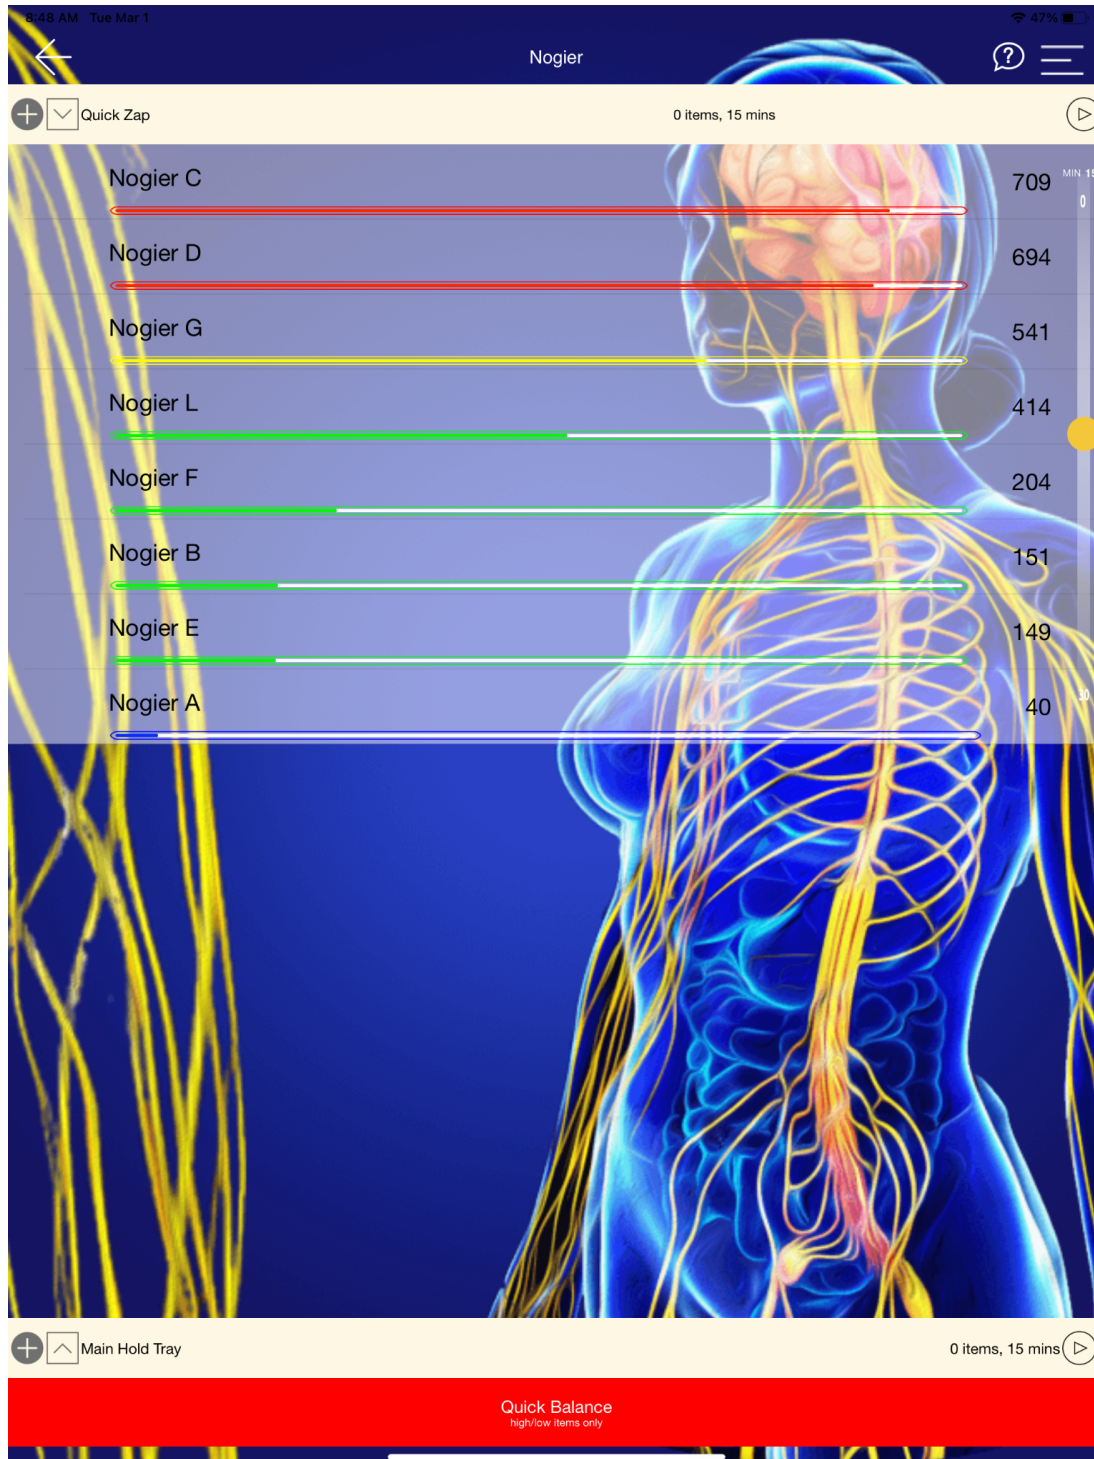 8:48 AM Tue Mar 1 47%
Nogier
?
Quick Zap 0 items, 15 mins
MIN 15
0
Nogier C 709
Nogier D 694
Nogier G 541
Nogier L 414
Nogier F 204
Nogier B 151
Nogier E 149
30
Nogier A 40
Main Hold Tray 0 items, 15 mins
Quick Balance
high/low items only